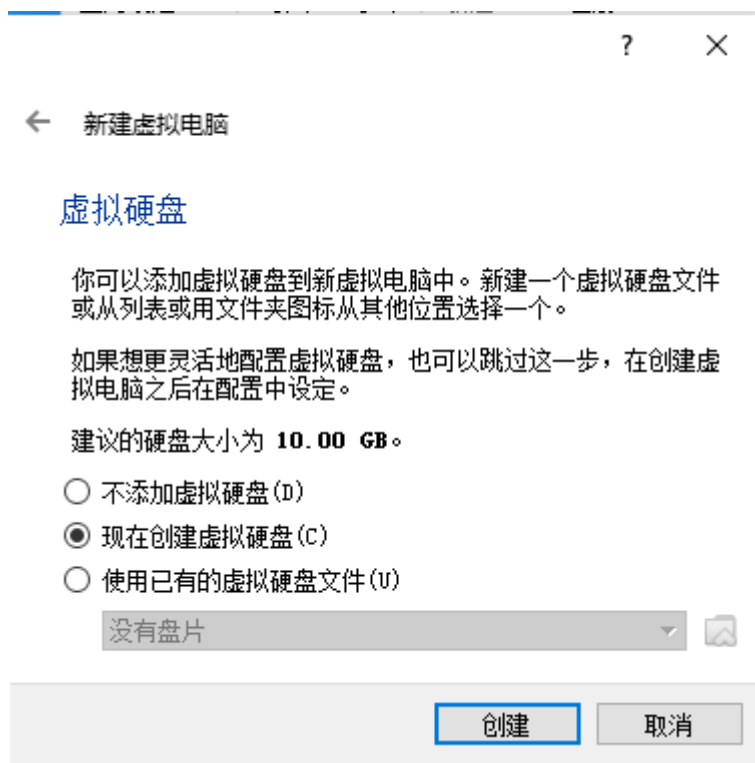 ?
新建虚拟电脑
虚拟硬盘
你可以添加虚拟硬盘到新虚拟电脑中。新建一个虚拟硬盘文件
或从列表或用文件夹图标从其他位置选择一个。
如果想更灵活地配置虚拟硬盘，也可以跳过这一步，在创建虚
拟电脑之后在配置中设定。
建议的硬盘大小为 10.00 GB。
不添加虚拟硬盘(D)
现在创建虚拟硬盘(C)
使用已有的虚拟硬盘文件(U)
没有盘片
创建 取消